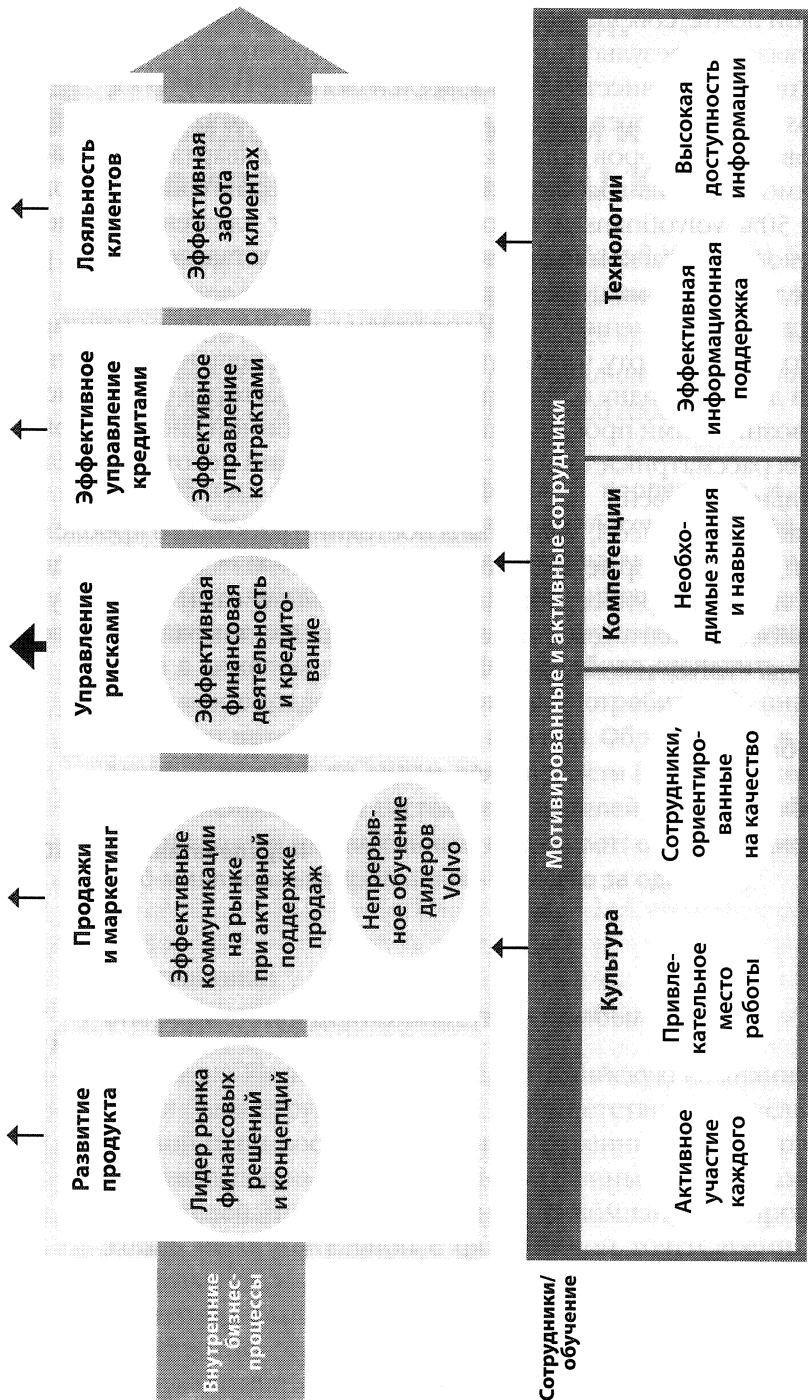 Развитие
продукта
Продажи
и маркетинг
Управление
рисками
Эффективное
управление
кредитами
Лояльность
клиентов
Внутренние
бизнес-
процессы
Лидер рынка
финансовых
решений
и концепций
Эффективные
коммуникации
на рынке
при активной
поддержке
продаж
Непрерыв-
ное обучение
дилеров
Volvo
Эффективная
финансовая
деятельность
и кредито-
вание
Эффективное
управление
контрактами
Эффективная
забота
о клиентах
Сотрудники/
обучение
Мотивированные и активные сотрудники
Культура
Активное
участие
каждого
Привле-
кательное
место
работы
Сотрудники,
ориентиро-
ванные
на качество
Компетенции
Необхо-
димые знания
и навыки
Технологии
Эффективная
информационная
поддержка
Высокая
доступность
информации